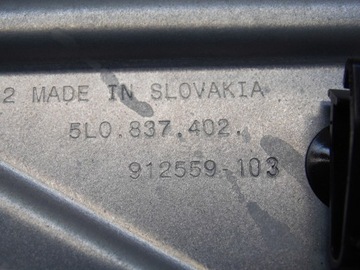 2 MADE IN SLOVAKIA
5L0.837.402.
912559-103